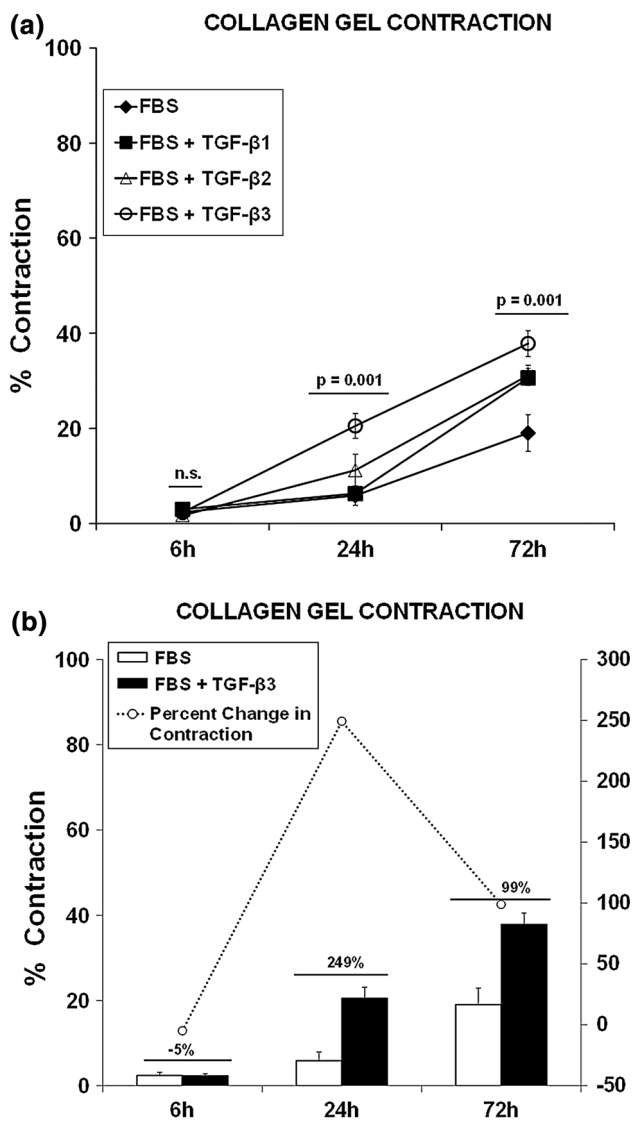 (a)
COLLAGEN GEL CONTRACTION
100
80
60
40
20
0
% Contraction
FBS
FBS + TGF-β1
FBS + TGF-β2
FBS + TGF-β3
n.s.
p = 0.001
p = 0.001
6h
24h
72h
(b)
COLLAGEN GEL CONTRACTION
100
80
60
40
20
0
% Contraction
FBS
FBS + TGF-β3
Percent Change in
Contraction
300
250
200
150
100
50
0
-50
-5%
249%
99%
6h
24h
72h